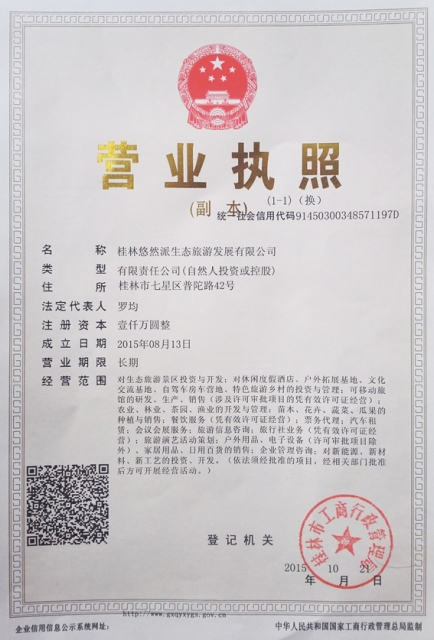 营业执照
(副 本)
(1-1)(换)
统一社会信用代码91450300348571197D
名 称 桂林悠然派生态旅游发展有限公司
类 型 有限责任公司(自然人投资或控股)
住 所 桂林市七星区普陀路42号
法定代表人 罗均
注册资本 壹仟万圆整
成立日期 2015年08月13日
营业期限 长期
经营范围 对生态旅游景区投资与开发；对休闲度假酒店、户外拓展基地、文化
交流基地、自驾车房车营地、特色旅游乡村的投资与管理；可移动旅
馆的研发、生产、销售（涉及许可审批项目的凭有效许可证经营）；
农业、林业、茶园、渔业的开发与管理；苗木、花卉、蔬菜、瓜果的
种植与销售；餐饮服务（凭有效许可证经营）；票务代理；汽车租
赁；会议会展服务；旅游信息咨询；旅行社业务（凭有效许可证经
营）；旅游演艺活动策划；户外用品、电子设备（许可审批项目除
外）、家居用品、日用百货的销售；企业管理咨询；对新能源、新材
料、新工艺的投资、开发。（依法须经批准的项目，经相关部门批准
后方可开展经营活动。）
登记机关
桂林市工商行政管理局
2015 10 21
年 月 日
http://www.gxqyxygs.gov.cn
企业信用信息公示系统网址：
中华人民共和国国家工商行政管理总局监制